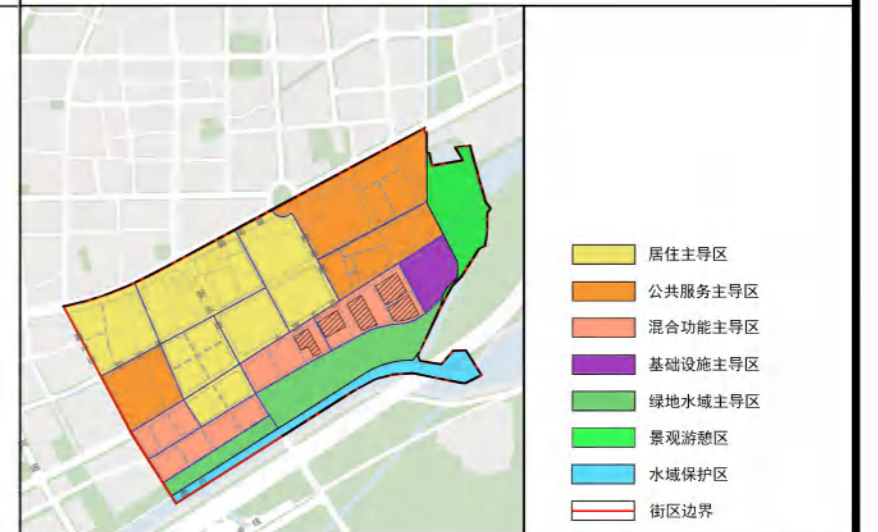 居住主导区
公共服务主导区
混合功能主导区
基础设施主导区
绿地水域主导区
景观游憩区
水域保护区
街区边界